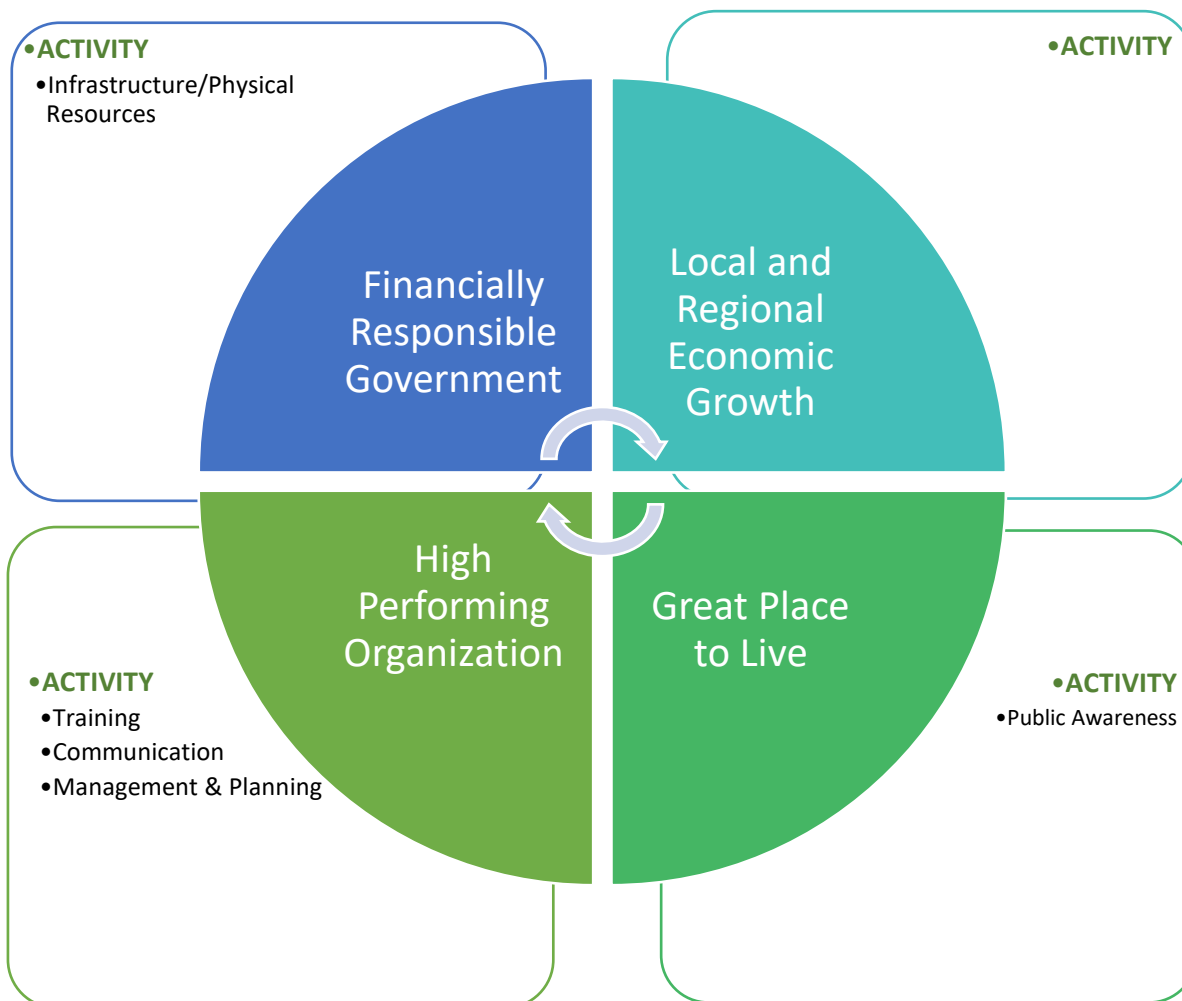 •ACTIVITY
•Infrastructure/Physical
Resources
•ACTIVITY
Financially
Responsible
Government
Local and
Regional
Economic
Growth
High
Performing
Organization
Great Place
to Live
•ACTIVITY
•Training
•Communication
•Management & Planning
•ACTIVITY
•Public Awareness